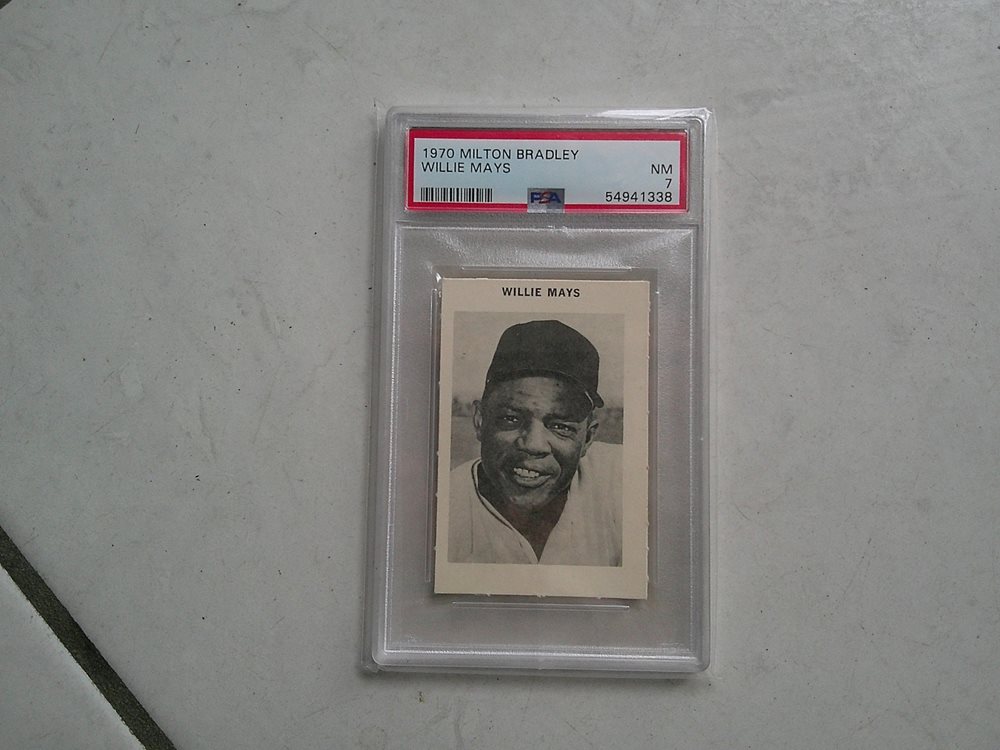 1970 MILTON BRADLEY
WILLIE MAYS
NM
7
PSA
54941338
WILLIE MAYS